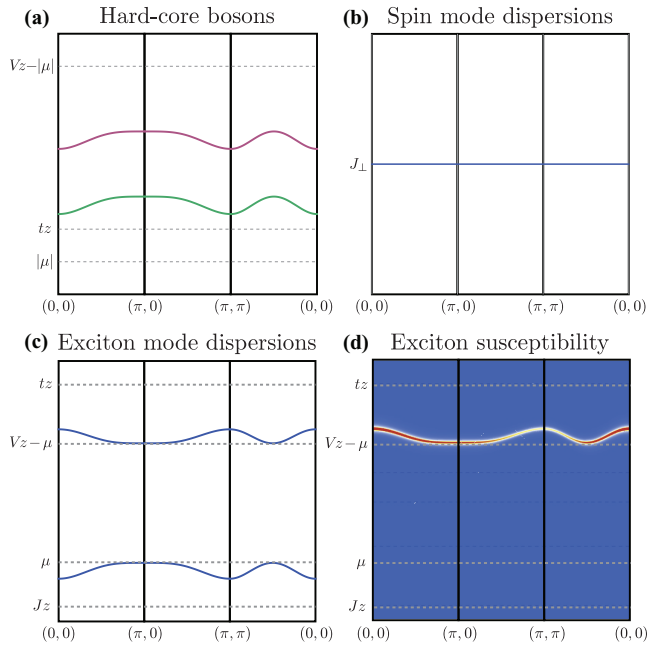 (a) Hard-core bosons
Vz−|μ|
tz
|μ|
(0, 0) (π, 0) (π, π) (0, 0)
(b) Spin mode dispersions
J⊥
(0, 0) (π, 0) (π, π) (0, 0)
(c) Exciton mode dispersions
tz
Vz−μ
μ
Jz
(0, 0) (π, 0) (π, π) (0, 0)
(d) Exciton susceptibility
tz
Vz−μ
μ
Jz
(0, 0) (π, 0) (π, π) (0, 0)